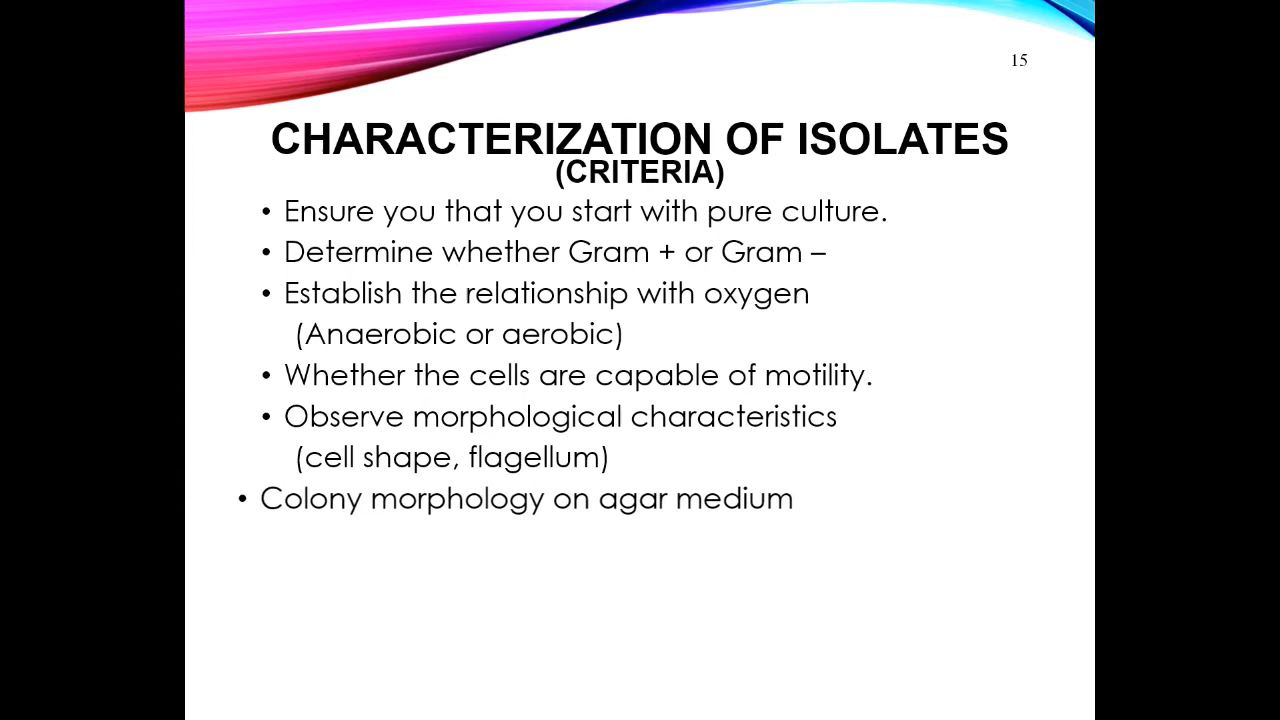 15
CHARACTERIZATION OF ISOLATES
(CRITERIA)
• Ensure you that you start with pure culture.
• Determine whether Gram + or Gram –
• Establish the relationship with oxygen
(Anaerobic or aerobic)
• Whether the cells are capable of motility.
• Observe morphological characteristics
(cell shape, flagellum)
• Colony morphology on agar medium